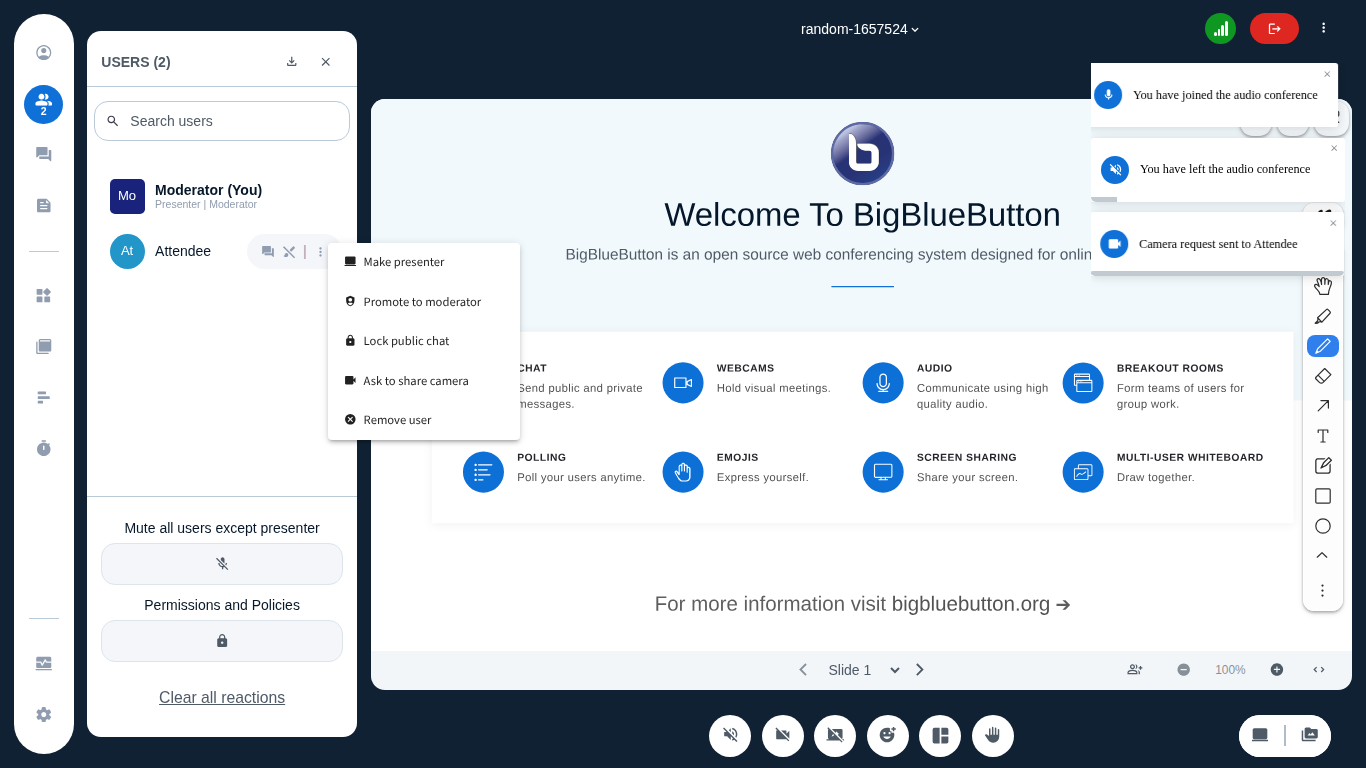 random-1657524
USERS (2)
2
Search users
Mo
Moderator (You)
Presenter | Moderator
At
Attendee
Make presenter
Promote to moderator
Lock public chat
Ask to share camera
Remove user
Mute all users except presenter
Permissions and Policies
Clear all reactions
You have joined the audio conference
You have left the audio conference
Camera request sent to Attendee
Welcome To BigBlueButton
BigBlueButton is an open source web conferencing system designed for onlin
CHAT
Send public and private
messages.
WEBCAMS
Hold visual meetings.
AUDIO
Communicate using high
quality audio.
BREAKOUT ROOMS
Form teams of users for
group work.
POLLING
Poll your users anytime.
EMOJIS
Express yourself.
SCREEN SHARING
Share your screen.
MULTI-USER WHITEBOARD
Draw together.
For more information visit bigbluebutton.org →
Slide 1
100%